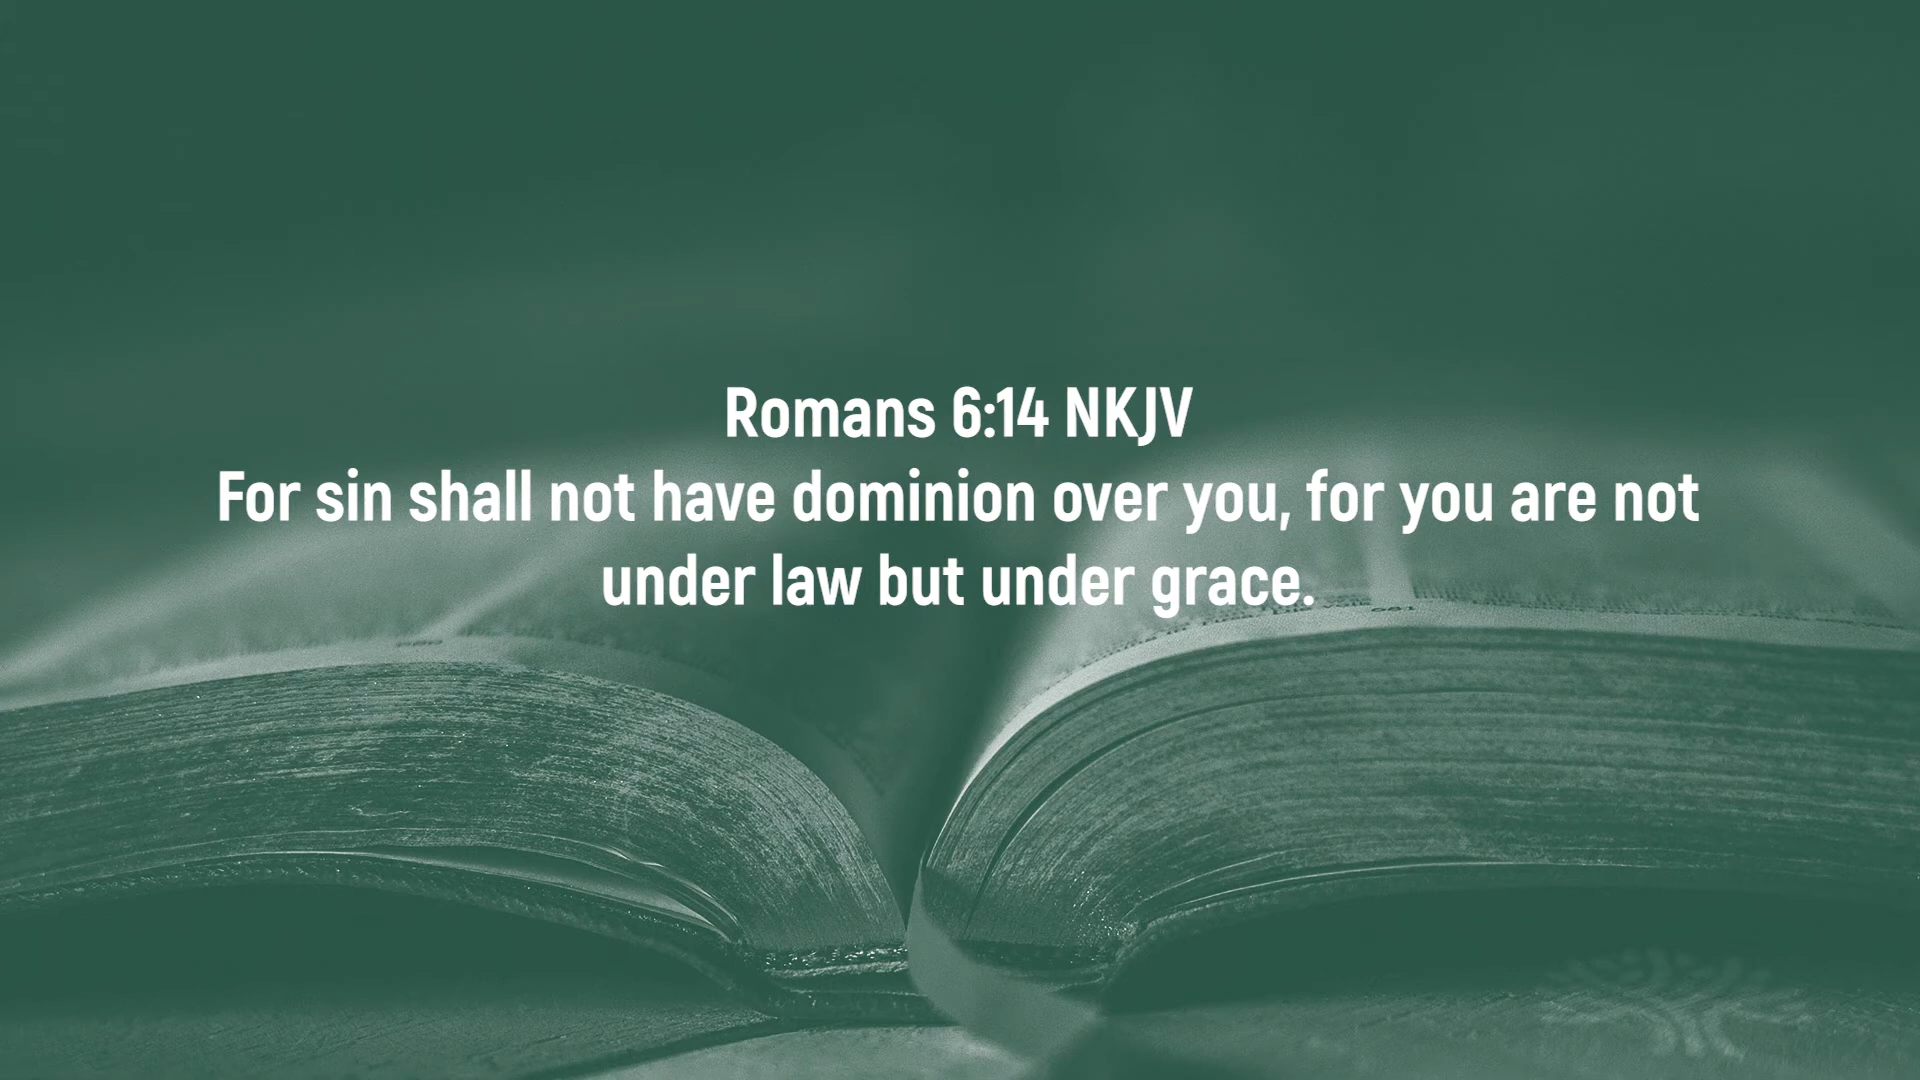 Romans 6:14 NKJV
For sin shall not have dominion over you, for you are not
under law but under grace.